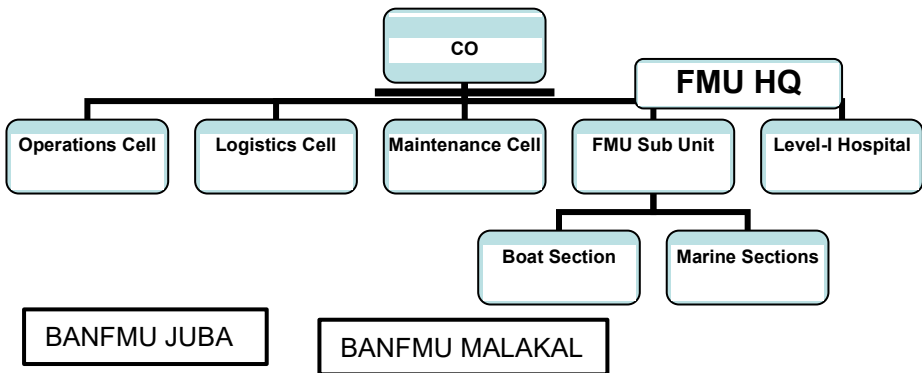 CO
FMU HQ
Operations Cell
Logistics Cell
Maintenance Cell
FMU Sub Unit
Level-I Hospital
Boat Section
Marine Sections
BANFMU JUBA
BANFMU MALAKAL